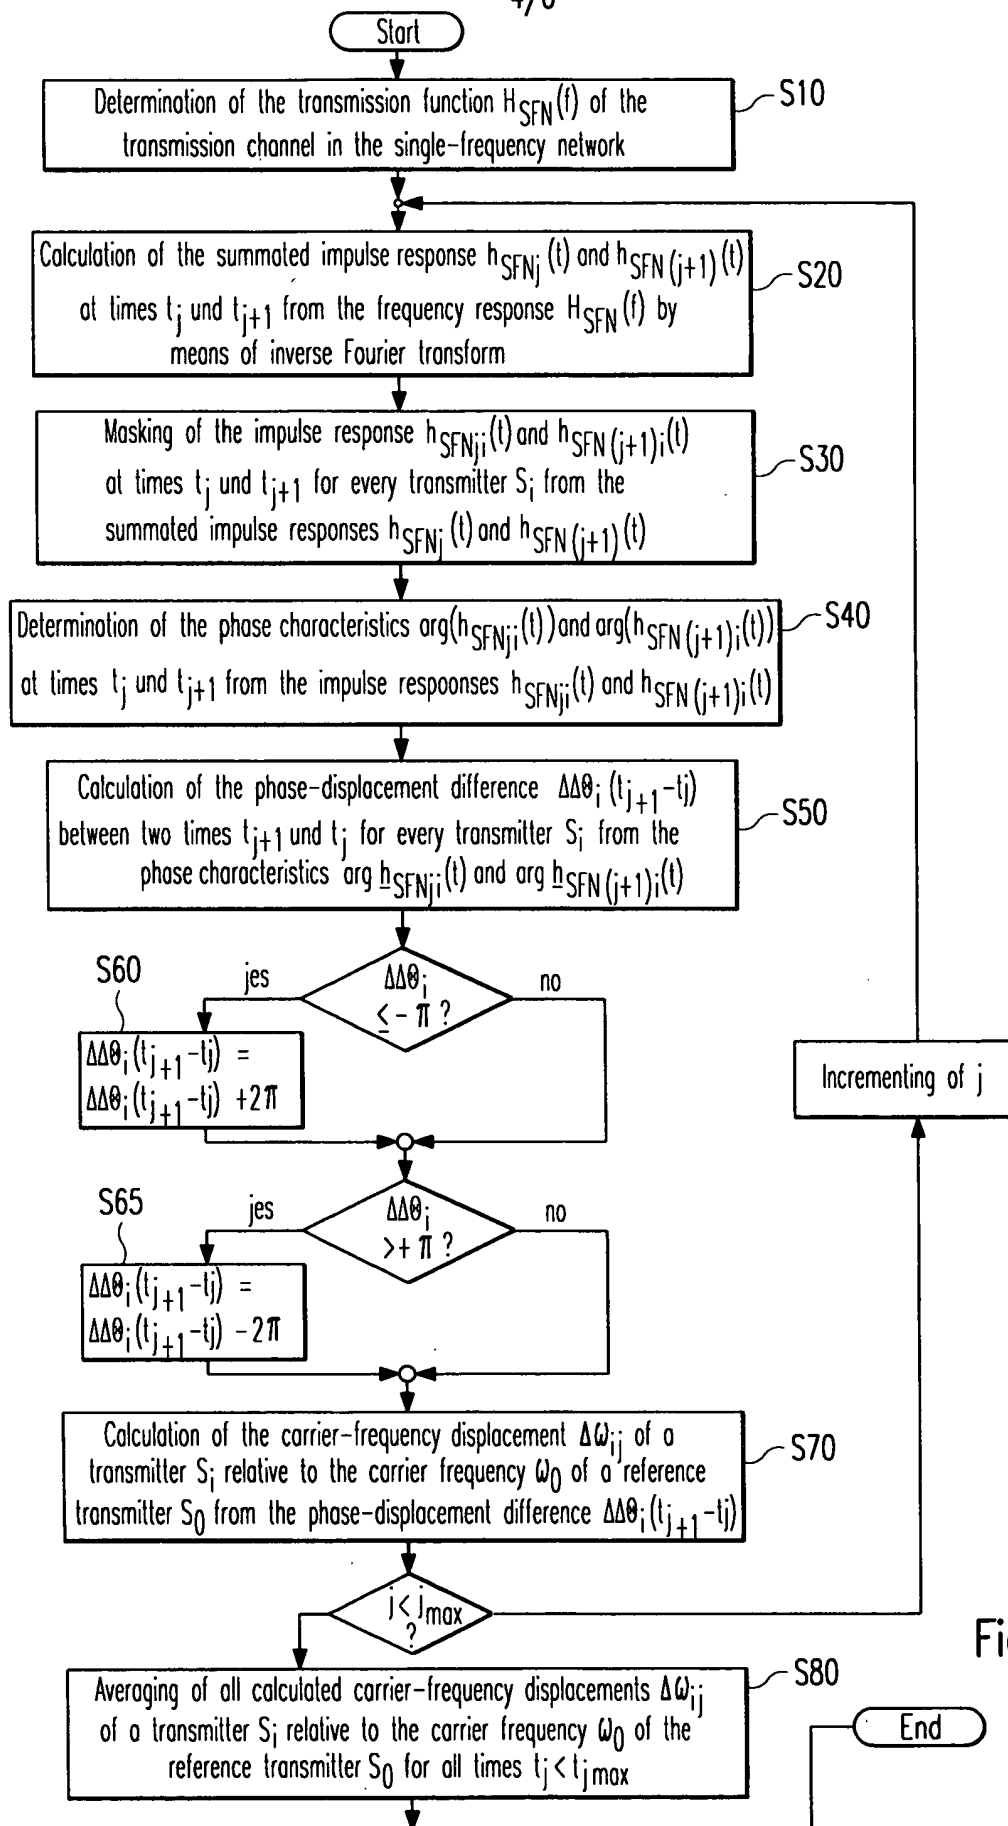 4/6
Start
Determination of the transmission function H_SFN(f) of the
transmission channel in the single-frequency network
S10
Calculation of the summated impulse response h_SFNj(t) and h_SFN(j+1)(t)
at times t_j und t_j+1 from the frequency response H_SFN(f) by
means of inverse Fourier transform
S20
Masking of the impulse response h_SFNji(t) and h_SFN(j+1)i(t)
at times t_j und t_j+1 for every transmitter S_i from the
summated impulse responses h_SFNj(t) and h_SFN(j+1)(t)
S30
Determination of the phase characteristics arg(h_SFNji(t)) and arg(h_SFN(j+1)i(t))
at times t_j und t_j+1 from the impulse respoonses h_SFNji(t) and h_SFN(j+1)i(t)
S40
Calculation of the phase-displacement difference ΔΔΘ_i(t_j+1-tj)
between two times t_j+1 und t_j for every transmitter S_i from the
phase characteristics arg h_SFNji(t) and arg h_SFN(j+1)i(t)
S50
ΔΔΘ_i
≤ - π ?
jes
no
S60
ΔΔΘ_i(t_j+1-tj) =
ΔΔΘ_i(t_j+1-tj) +2π
Incrementing of j
ΔΔΘ_i
>+ π ?
jes
no
S65
ΔΔΘ_i(t_j+1-tj) =
ΔΔΘ_i(t_j+1-tj) -2π
Calculation of the carrier-frequency displacement Δω_ij of a
transmitter S_i relative to the carrier frequency ω_0 of a reference
transmitter S_0 from the phase-displacement difference ΔΔΘ_i(t_j+1-tj)
S70
j < j_max
?
Averaging of all calculated carrier-frequency displacements Δω_ij
of a transmitter S_i relative to the carrier frequency ω_0 of the
reference transmitter S_0 for all times t_j < t_jmax
S80
End